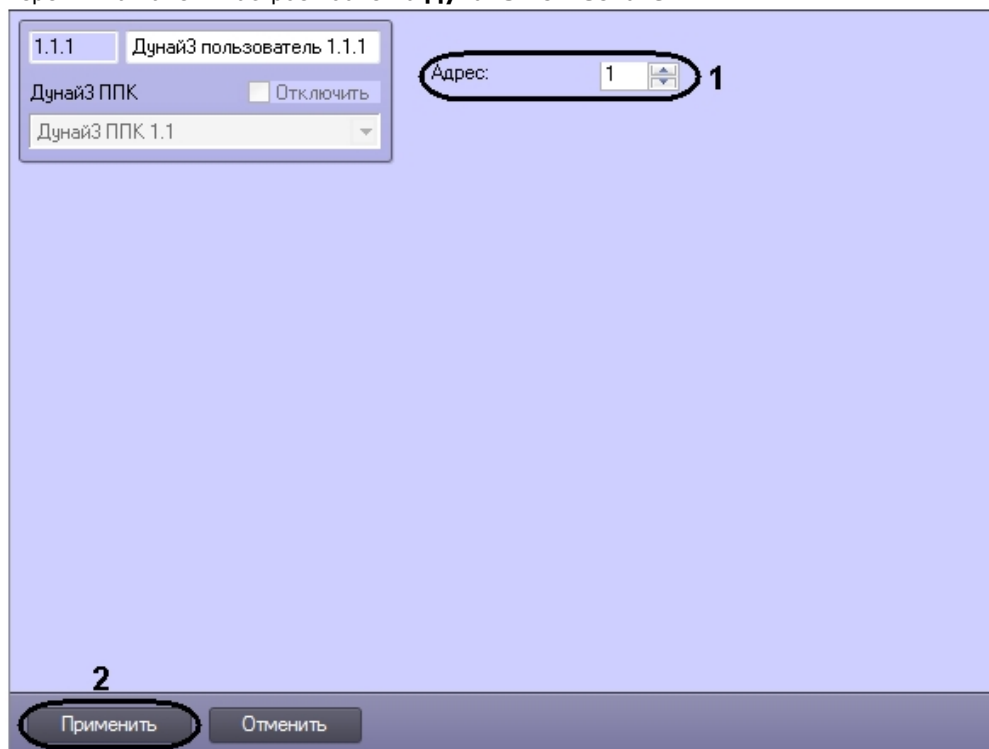 1.1.1 Дунай3 пользователь 1.1.1
Дунай3 ППК Отключить
Дунай3 ППК 1.1
Адрес: 1 1
2
Применить Отменить